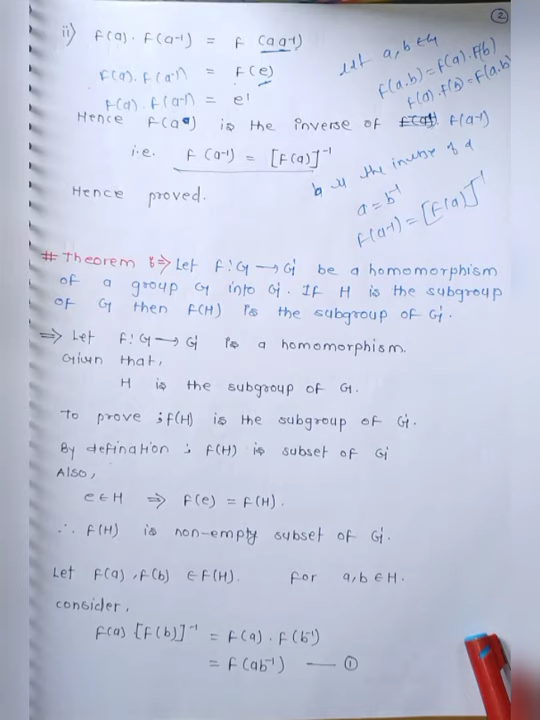 ②
ii) f(a) . f(a⁻¹) = f (aa⁻¹)
f(a) . f(a⁻¹) = f(e)
f(a) . f(a⁻¹) = e'
Hence f(a) is the inverse of f(a⁻¹)
i.e. f (a⁻¹) = [f(a)]⁻¹
Hence proved.
let a, b ∈ G
f(a.b) = f(a) . f(b)
f(a) . f(b) = f(a.b)
b is the inverse of a
a = b⁻¹
f(a⁻¹) = [f(a)]⁻¹
# Theorem :⇒ Let f: G → G' be a homomorphism
of a group G into G'. If H is the subgroup
of G then f(H) is the subgroup of G'.
⇒ Let f: G → G' is a homomorphism.
Given that,
H is the subgroup of G.
To prove : f(H) is the subgroup of G'.
By defination : f(H) is subset of G'
Also,
e ∈ H ⇒ f(e) = f(H).
∴ f(H) is non-empty subset of G'.
Let f(a), f(b) ∈ f(H). for a, b ∈ H.
consider,
f(a) [f(b)]⁻¹ = f(a) . f(b⁻¹)
= f(ab⁻¹) — ①